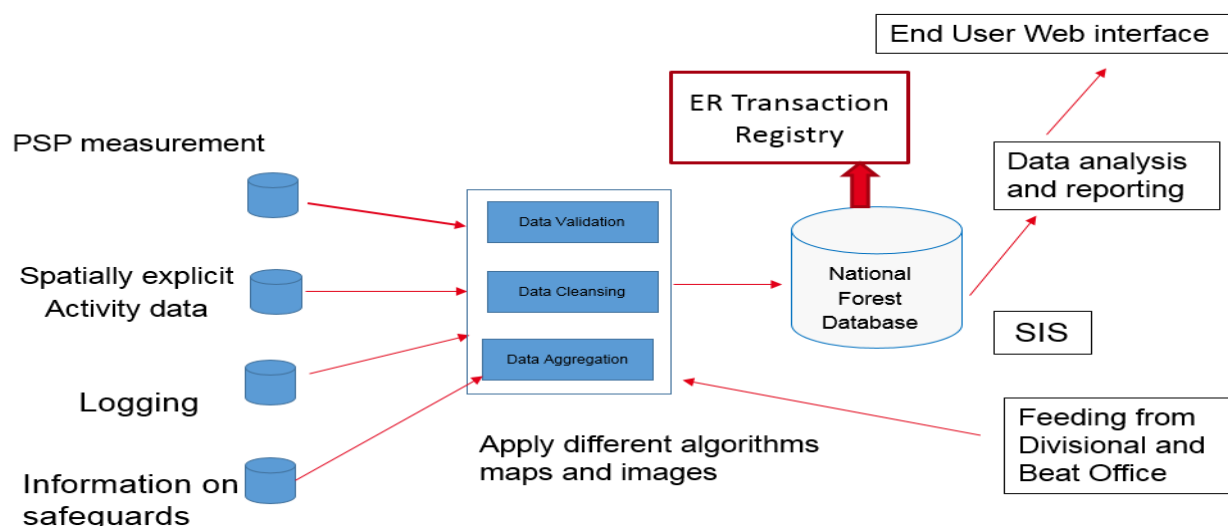 End User Web interface
ER Transaction
Registry
PSP measurement
Data analysis
and reporting
Data Validation
Spatially explicit
Activity data
Data Cleansing
National
Forest
Database
SIS
Data Aggregation
Logging
Feeding from
Divisional and
Beat Office
Apply different algorithms
maps and images
Information on
safeguards